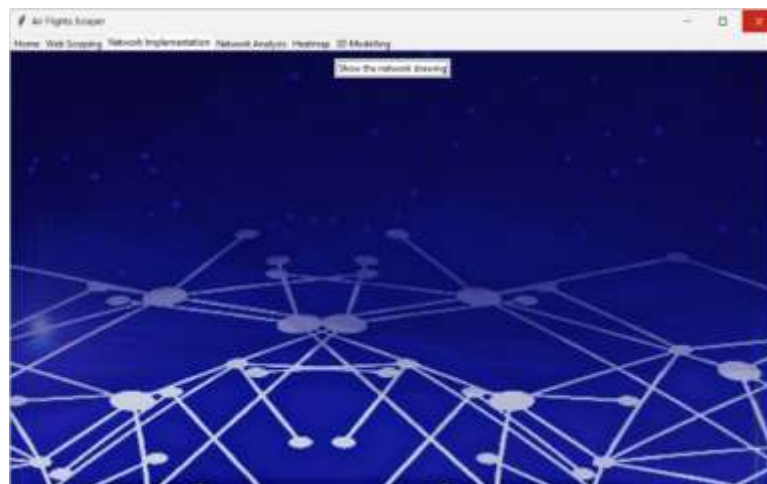 Air Flights Scraper
Home Web Scraping Network Implementation Network Analysis Heatmap 3D Modelling
Show the network drawing